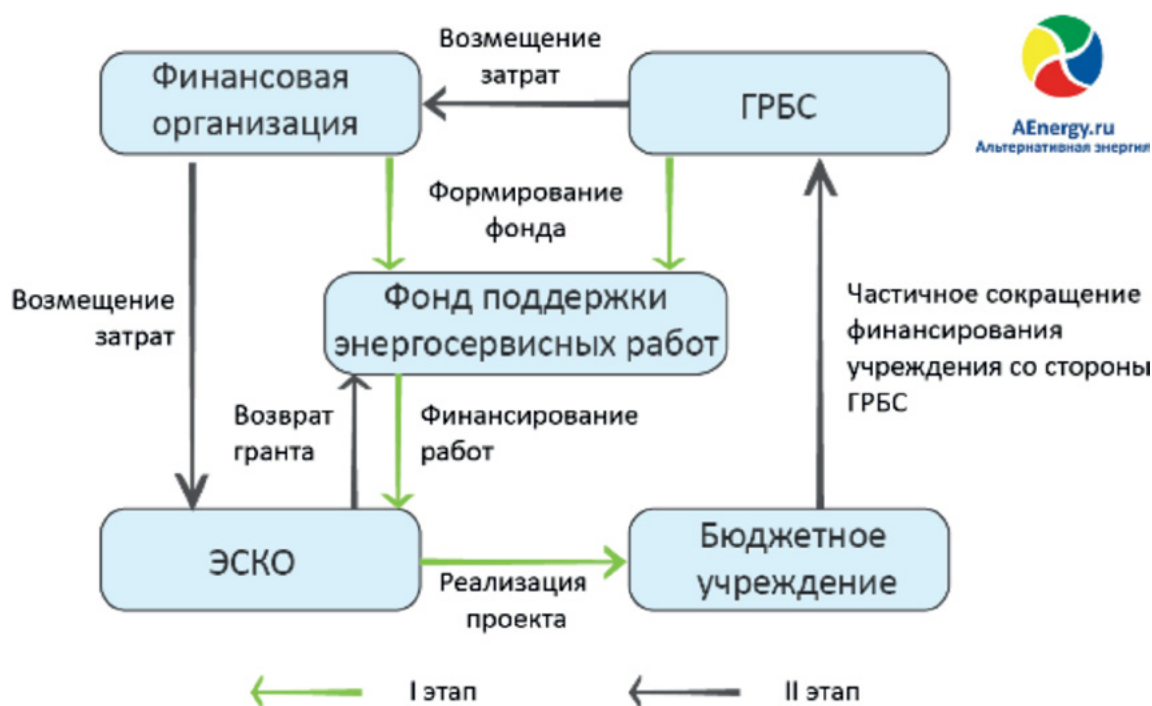 Возмещение
затрат
Финансовая
организация
ГРБС
AEnergy.ru
Альтернативная энергия
Формирование
фонда
Возмещение
затрат
Фонд поддержки
энергосервисных работ
Частичное сокращение
финансирования
учреждения со стороны
ГРБС
Возврат
гранта
Финансирование
работ
ЭСКО
Реализация
проекта
Бюджетное
учреждение
I этап
II этап